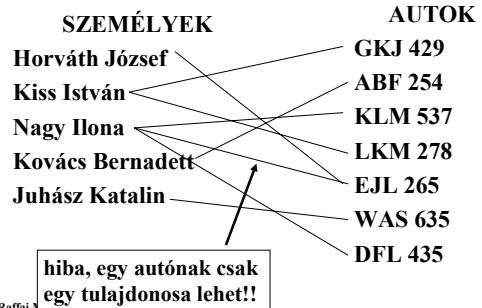 SZEMÉLYEK
Horváth József
Kiss István
Nagy Ilona
Kovács Bernadett
Juhász Katalin
AUTOK
GKJ 429
ABF 254
KLM 537
LKM 278
EJL 265
WAS 635
DFL 435
hiba, egy autónak csak
egy tulajdonosa lehet!!
Raffai